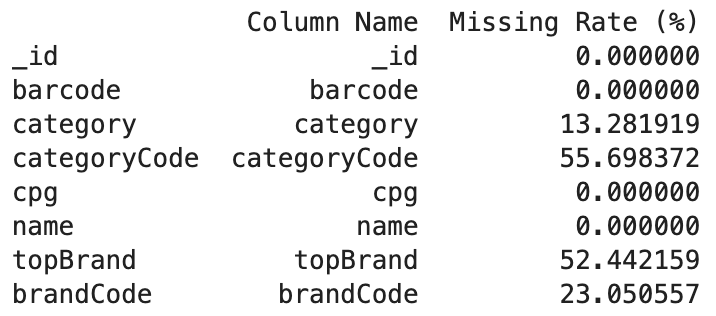 Column Name Missing Rate (%)
_id _id 0.000000
barcode barcode 0.000000
category category 13.281919
categoryCode categoryCode 55.698372
cpg cpg 0.000000
name name 0.000000
topBrand topBrand 52.442159
brandCode brandCode 23.050557